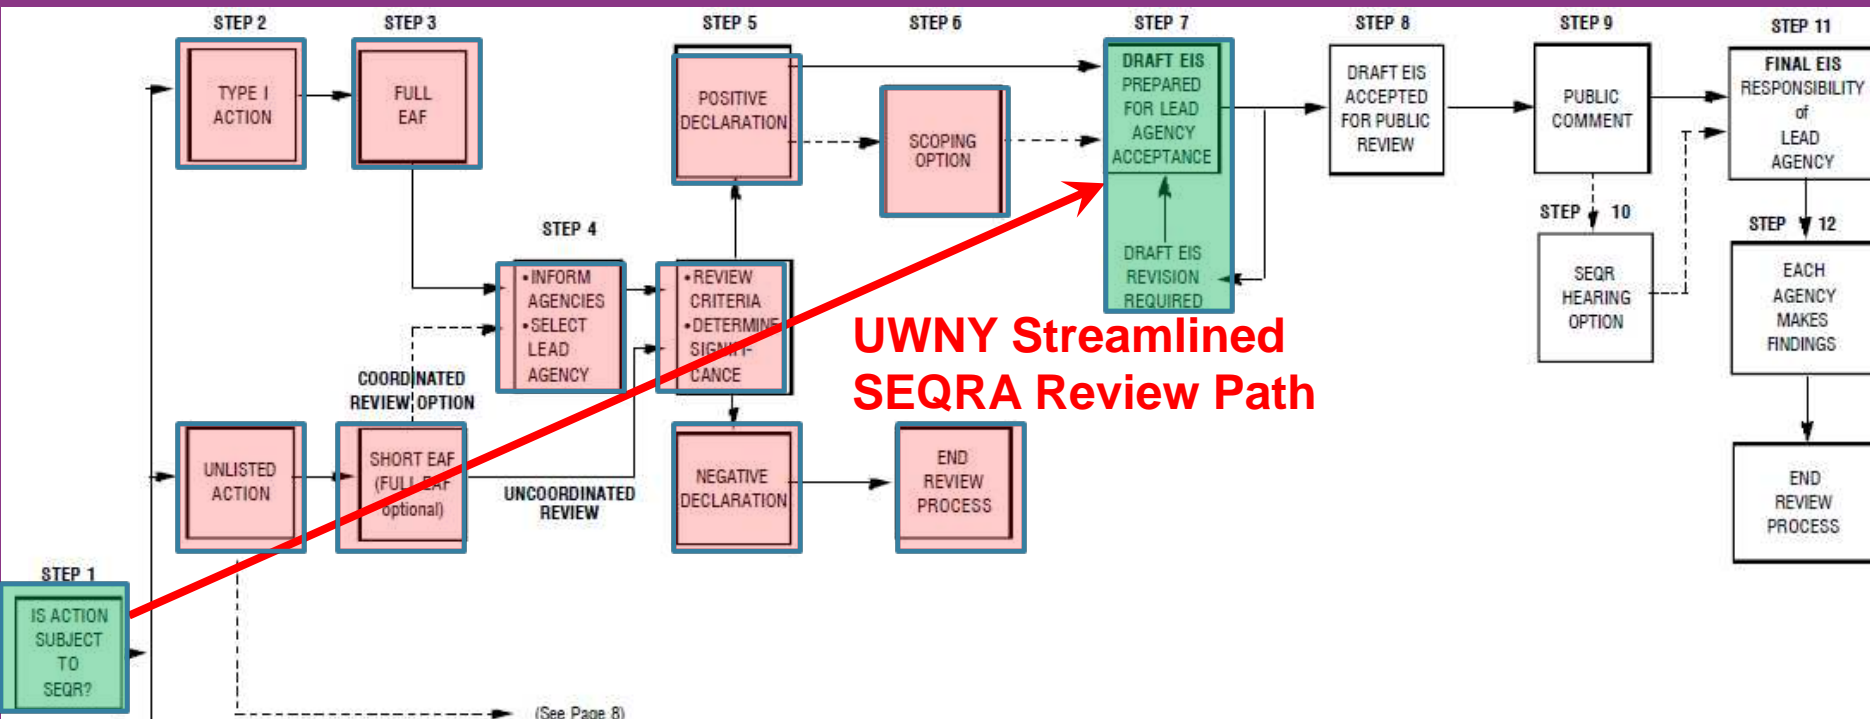 STEP 2
STEP 3
STEP 5
STEP 6
STEP 7
STEP 8
STEP 9
STEP 11
TYPE I
ACTION
FULL
EAF
POSITIVE
DECLARATION
SCOPING
OPTION
DRAFT EIS
PREPARED
FOR LEAD
AGENCY
ACCEPTANCE
DRAFT EIS
ACCEPTED
FOR PUBLIC
REVIEW
PUBLIC
COMMENT
FINAL EIS
RESPONSIBILITY
of
LEAD
AGENCY
STEP 4
• INFORM
AGENCIES
• SELECT
LEAD
AGENCY
• REVIEW
CRITERIA
• DETERMINE
SIGNIFI-
CANCE
DRAFT EIS
REVISION
REQUIRED
STEP 10
SEQR
HEARING
OPTION
STEP 12
EACH
AGENCY
MAKES
FINDINGS
UWNY Streamlined
SEQRA Review Path
COORDINATED
REVIEW OPTION
UNLISTED
ACTION
SHORT EAF
(FULL EAF
optional)
UNCOORDINATED
REVIEW
NEGATIVE
DECLARATION
END
REVIEW
PROCESS
END
REVIEW
PROCESS
STEP 1
IS ACTION
SUBJECT
TO
SEQR?
(See Page 8)